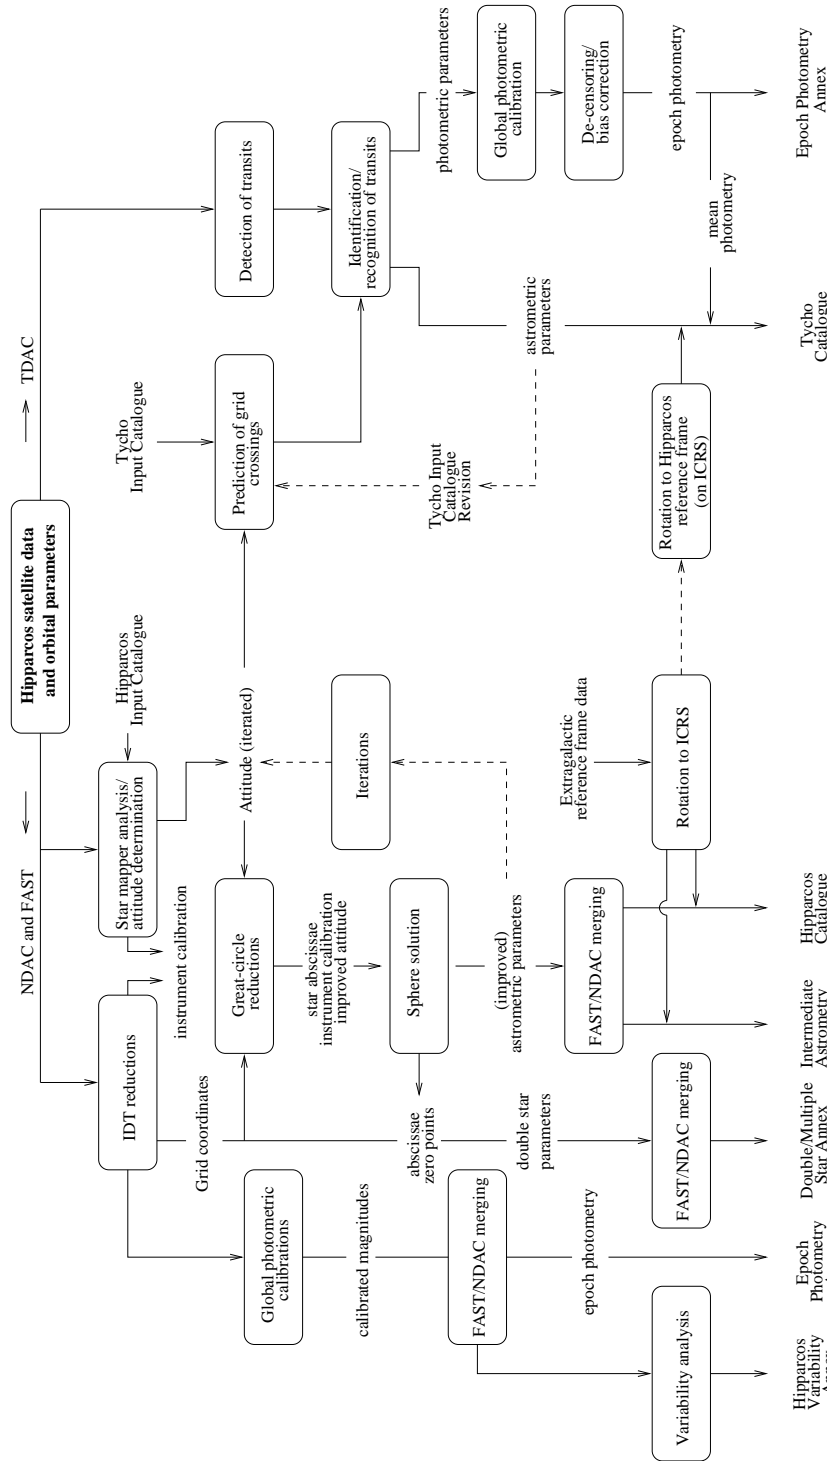 Hipparcos satellite data
and orbital parameters
NDAC and FAST
TDAC
IDT reductions
Star mapper analysis/
attitude determination
Hipparcos
Input Catalogue
Tycho
Input Catalogue
instrument calibration
Grid coordinates
Great-circle
reductions
Attitude (iterated)
Prediction of grid
crossings
Detection of transits
Global photometric
calibrations
star abscissae
instrument calibration
improved attitude
Iterations
Identification/
recognition of transits
calibrated magnitudes
abscissae
zero points
Sphere solution
Tycho Input
Catalogue
Revision
photometric parameters
FAST/NDAC merging
double star
parameters
(improved)
astrometric parameters
astrometric
parameters
Global photometric
calibration
epoch photometry
FAST/NDAC merging
Extragalactic
reference frame data
De-censoring/
bias correction
epoch photometry
Variability analysis
FAST/NDAC merging
Rotation to ICRS
Rotation to Hipparcos
reference frame
(on ICRS)
mean
photometry
Hipparcos
Variability
Epoch
Photometry
Double/Multiple
Star Annex
Intermediate
Astrometry
Hipparcos
Catalogue
Tycho
Catalogue
Epoch Photometry
Annex